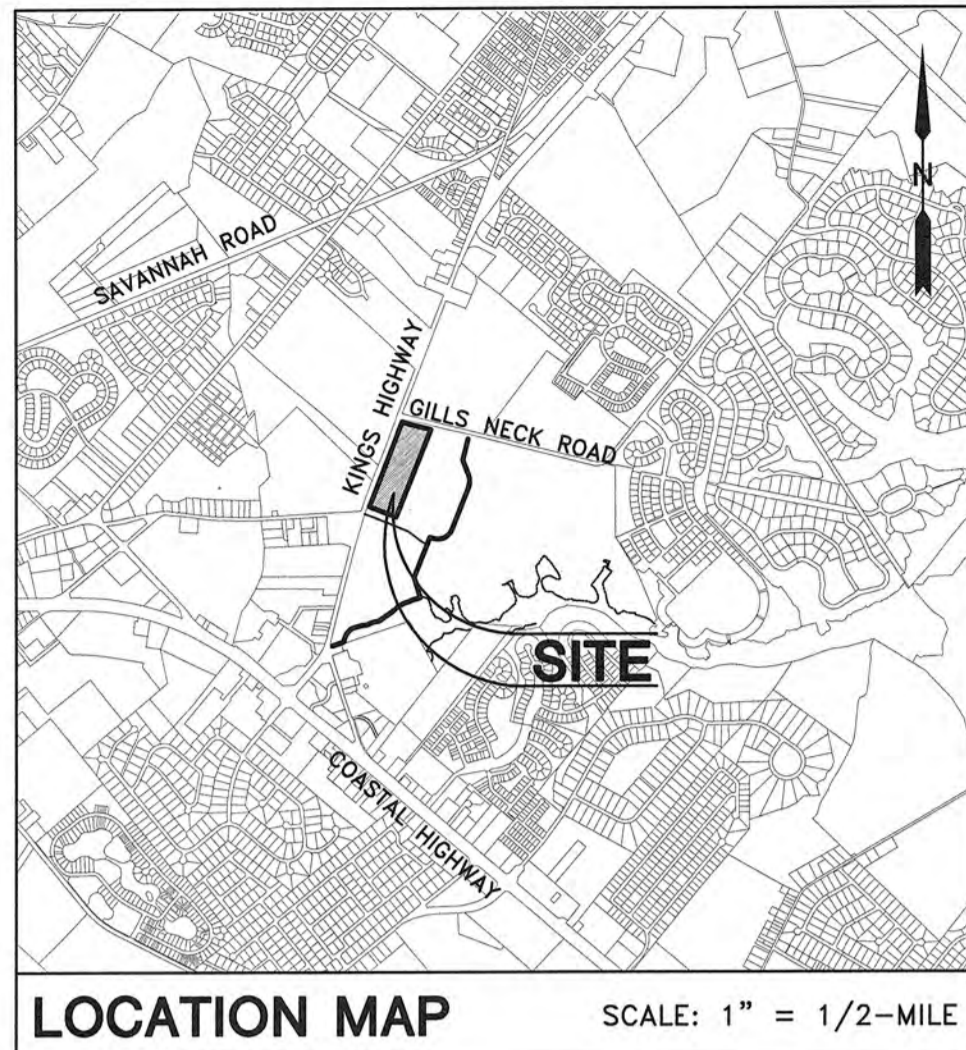 N
SAVANNAH ROAD
KINGS HIGHWAY
GILLS NECK ROAD
SITE
COASTAL HIGHWAY
LOCATION MAP
SCALE: 1" = 1/2-MILE